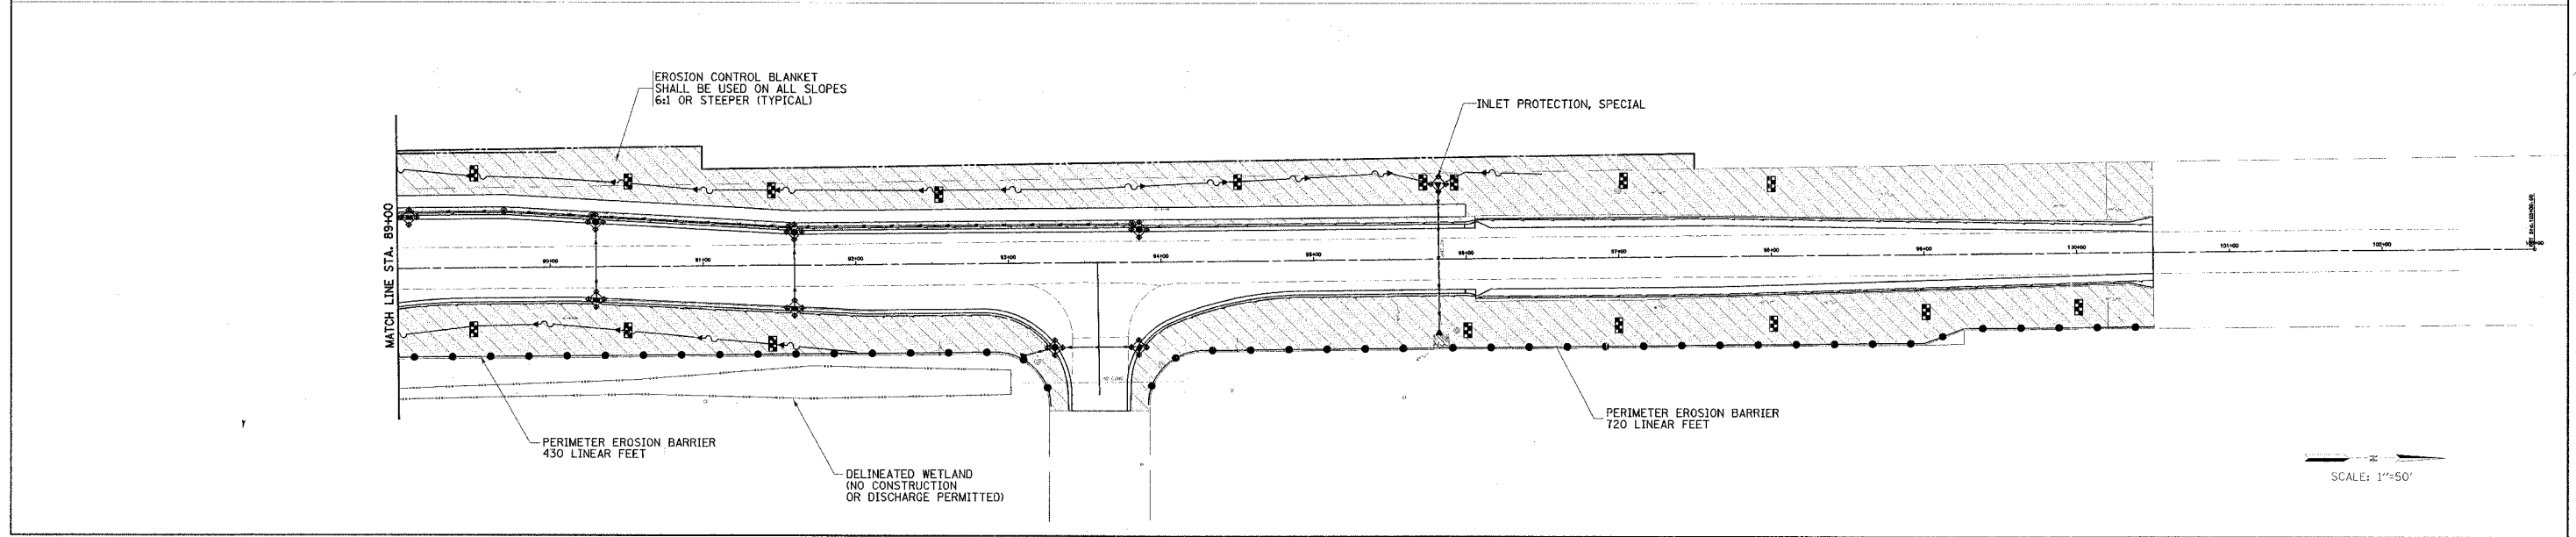 EROSION CONTROL BLANKET
SHALL BE USED ON ALL SLOPES
6:1 OR STEEPER (TYPICAL)
INLET PROTECTION, SPECIAL
MATCH LINE STA. 89+00
90+00
91+00
92+00
93+00
94+00
95+00
96+00
97+00
98+00
99+00
100+00
101+00
102+00
PERIMETER EROSION BARRIER
430 LINEAR FEET
DELINEATED WETLAND
(NO CONSTRUCTION
OR DISCHARGE PERMITTED)
PERIMETER EROSION BARRIER
720 LINEAR FEET
Z
SCALE: 1"=50'